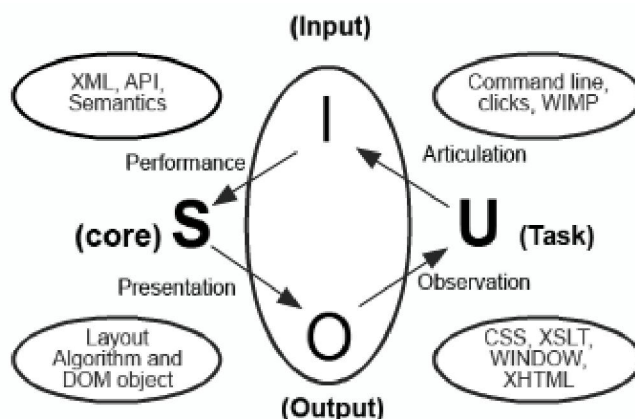 (Input)
XML, API,
Semantics
Command line,
clicks, WIMP
I
Performance
Articulation
(core) S
U (Task)
Presentation
Observation
O
Layout
Algorithm and
DOM object
CSS, XSLT,
WINDOW,
XHTML
(Output)